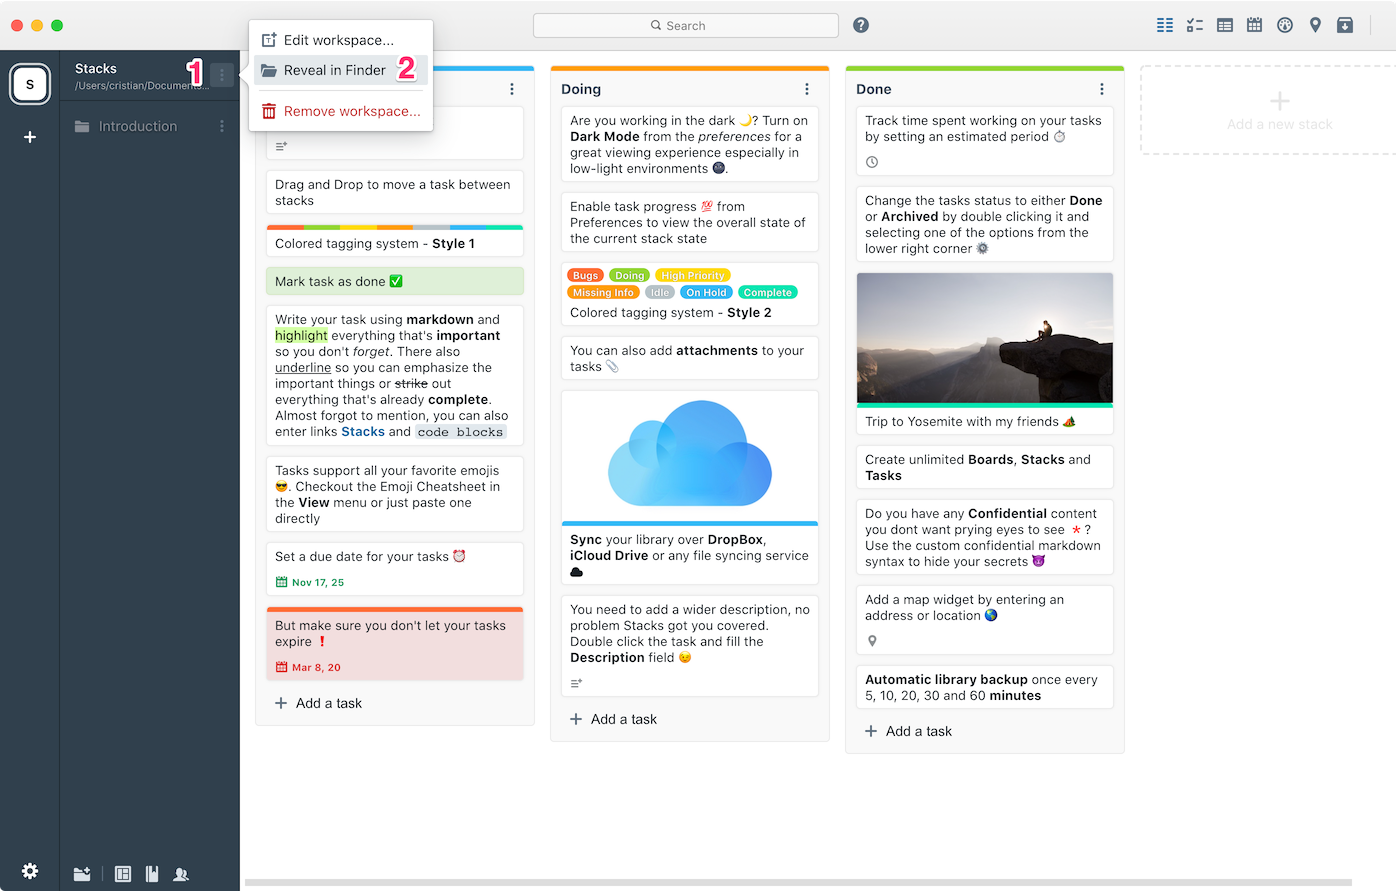 Search
S
Stacks
/Users/cristian/Documents...
1
Introduction
Edit workspace...
Reveal in Finder
2
Remove workspace...
Drag and Drop to move a task between
stacks
Colored tagging system - Style 1
Mark task as done ✅
Write your task using markdown and
highlight everything that's important
so you don't forget. There also
underline so you can emphasize the
important things or strike out
everything that's already complete.
Almost forgot to mention, you can also
enter links Stacks and code blocks
Tasks support all your favorite emojis
😎. Checkout the Emoji Cheatsheet in
the View menu or just paste one
directly
Set a due date for your tasks ⏰
Nov 17, 25
But make sure you don't let your tasks
expire ❗
Mar 8, 20
+ Add a task
Doing
Are you working in the dark 🌙? Turn on
Dark Mode from the preferences for a
great viewing experience especially in
low-light environments 🌚.
Enable task progress 💯 from
Preferences to view the overall state of
the current stack state
Bugs Doing High Priority
Missing Info Idle On Hold Complete
Colored tagging system - Style 2
You can also add attachments to your
tasks 📎
Sync your library over DropBox,
iCloud Drive or any file syncing service
☁
You need to add a wider description, no
problem Stacks got you covered.
Double click the task and fill the
Description field 😉
+ Add a task
Done
Track time spent working on your tasks
by setting an estimated period ⏱
Change the tasks status to either Done
or Archived by double clicking it and
selecting one of the options from the
lower right corner ⚙
Trip to Yosemite with my friends 🏕
Create unlimited Boards, Stacks and
Tasks
Do you have any Confidential content
you dont want prying eyes to see * ?
Use the custom confidential markdown
syntax to hide your secrets 😈
Add a map widget by entering an
address or location 🌎
Automatic library backup once every
5, 10, 20, 30 and 60 minutes
+ Add a task
Add a new stack